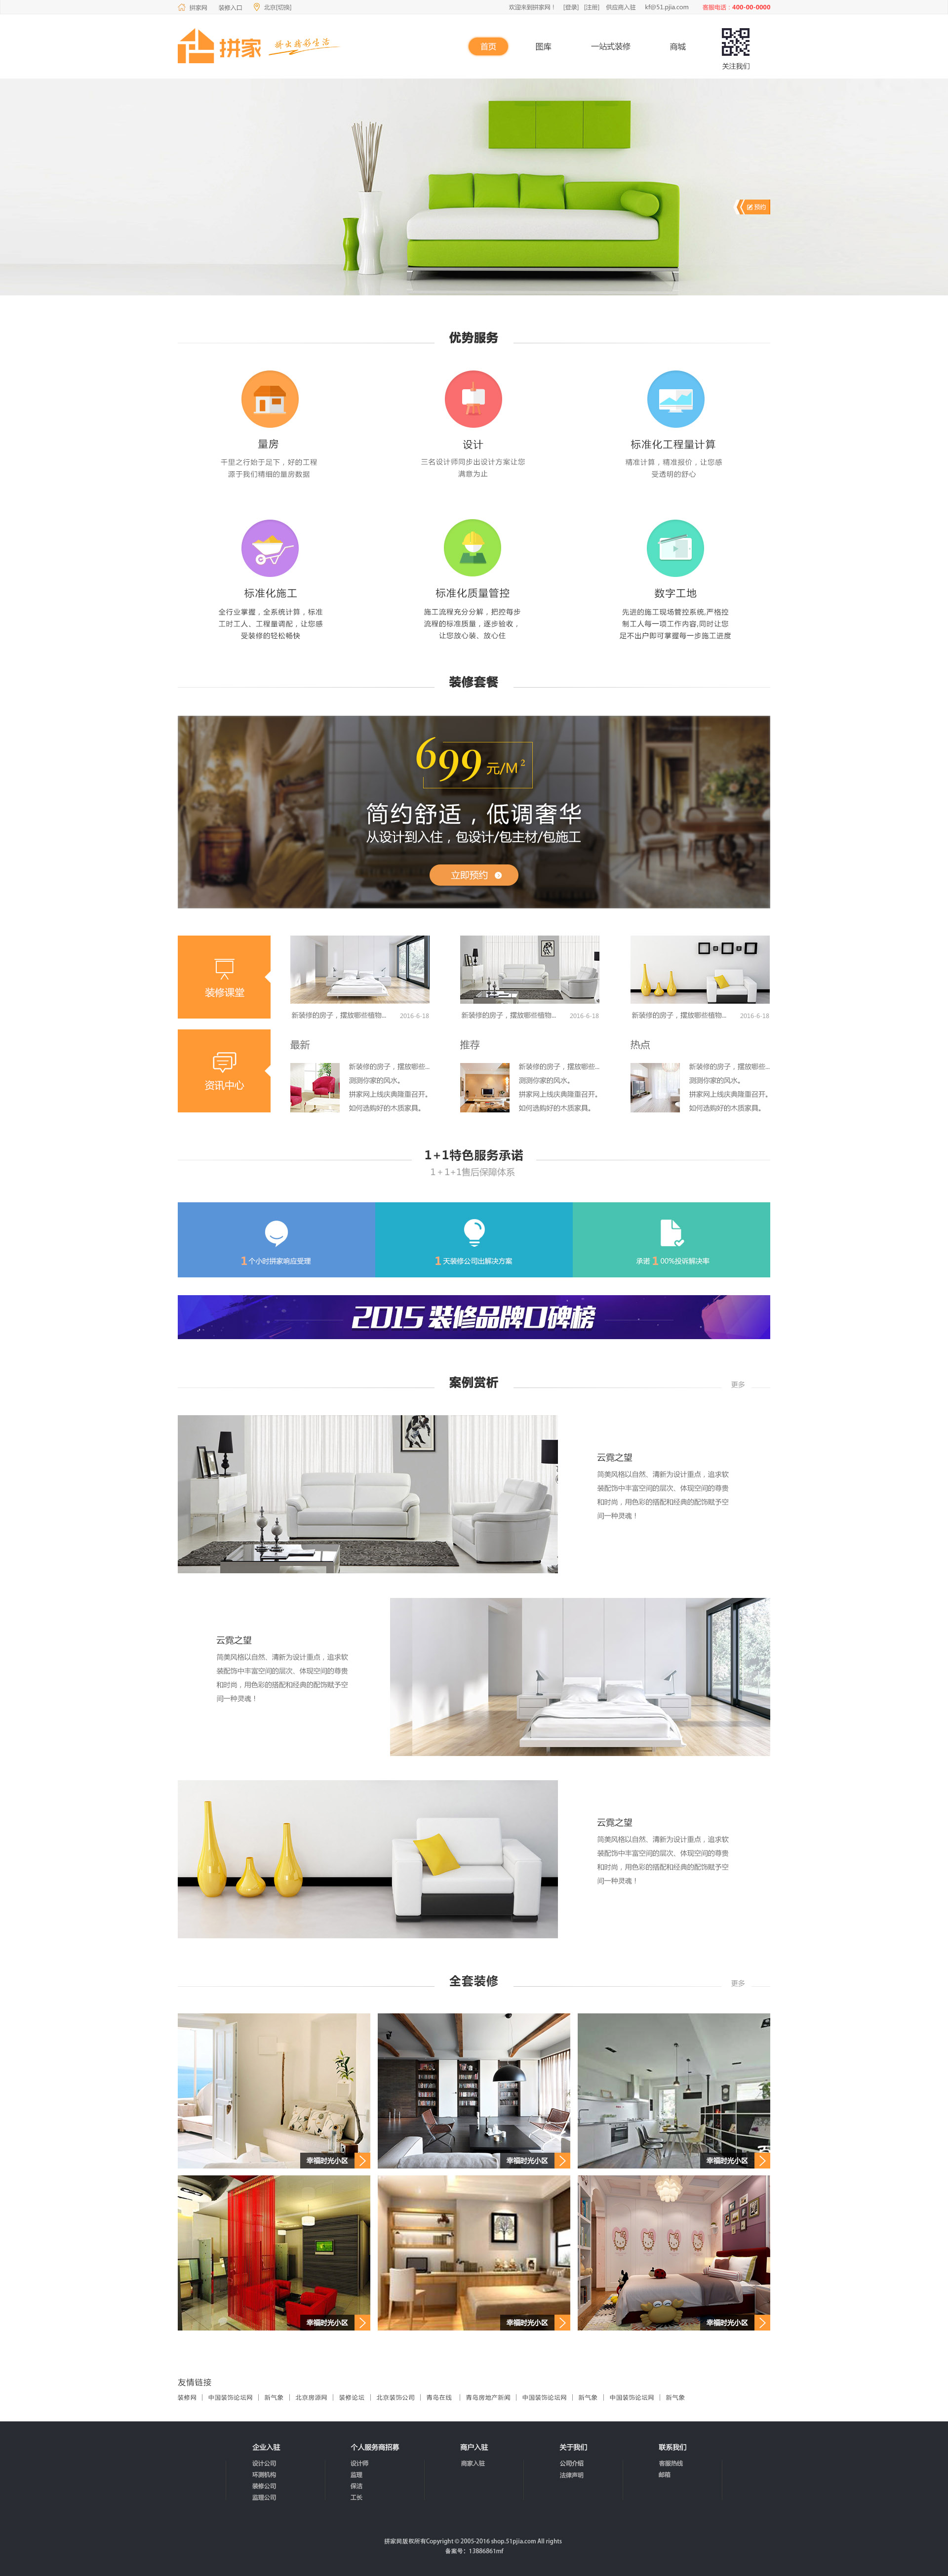 拼家网 装修入口 北京[切换] 欢迎来到拼家网！ [登录] [注册] 供应商入驻 kf@51.pjia.com 客服电话：400-00-0000
拼家 拼出精彩生活
首页 图库 一站式装修 商城
关注我们
预约
优势服务
量房 设计 标准化工程量计算
千里之行始于足下，好的工程 三名设计师同步出设计方案让您 精准计算，精准报价，让您感
源于我们精细的量房数据 满意为止 受透明的舒心
标准化施工 标准化质量管控 数字工地
全行业掌握，全系统计算，标准 施工流程充分分解，把控每步 先进的施工现场管控系统,严格控
工时工人、工程量调配，让您感 流程的标准质量，逐步验收， 制工人每一项工作内容,同时让您
受装修的轻松畅快 让您放心装、放心住 足不出户即可掌握每一步施工进度
装修套餐
699 元/M²
简约舒适，低调奢华
从设计到入住，包设计/包主材/包施工
立即预约
装修课堂
新装修的房子，摆放哪些植物... 2016-6-18 新装修的房子，摆放哪些植物... 2016-6-18 新装修的房子，摆放哪些植物... 2016-6-18
资讯中心
最新 推荐 热点
新装修的房子，摆放哪些... 新装修的房子，摆放哪些... 新装修的房子，摆放哪些...
测测你家的风水。 测测你家的风水。 测测你家的风水。
拼家网上线庆典隆重召开。 拼家网上线庆典隆重召开。 拼家网上线庆典隆重召开。
如何选购好的木质家具。 如何选购好的木质家具。 如何选购好的木质家具。
1+1特色服务承诺
1＋1+1售后保障体系
1个小时拼家响应受理 1天装修公司出解决方案 承诺100%投诉解决率
2015 装修品牌口碑榜
案例赏析 更多
云霓之望
简美风格以自然、清新为设计重点，追求软
装配饰中丰富空间的层次、体现空间的尊贵
和时尚，用色彩的搭配和经典的配饰赋予空
间一种灵魂！
云霓之望
简美风格以自然、清新为设计重点，追求软
装配饰中丰富空间的层次、体现空间的尊贵
和时尚，用色彩的搭配和经典的配饰赋予空
间一种灵魂！
云霓之望
简美风格以自然、清新为设计重点，追求软
装配饰中丰富空间的层次、体现空间的尊贵
和时尚，用色彩的搭配和经典的配饰赋予空
间一种灵魂！
全套装修 更多
幸福时光小区 幸福时光小区 幸福时光小区
幸福时光小区 幸福时光小区 幸福时光小区
友情链接
装修网 | 中国装饰论坛网 | 新气象 | 北京房源网 | 装修论坛 | 北京装饰公司 | 青岛在线 | 青岛房地产新闻 | 中国装饰论坛网 | 新气象 | 中国装饰论坛网 | 新气象
企业入驻 个人服务商招募 商户入驻 关于我们 联系我们
设计公司 设计师 商家入驻 公司介绍 客服热线
环测机构 监理 法律声明 邮箱
装修公司 保洁
监理公司 工长
拼家网版权所有Copyright © 2005-2016 shop.51pjia.com All rights
备案号：13886861mf